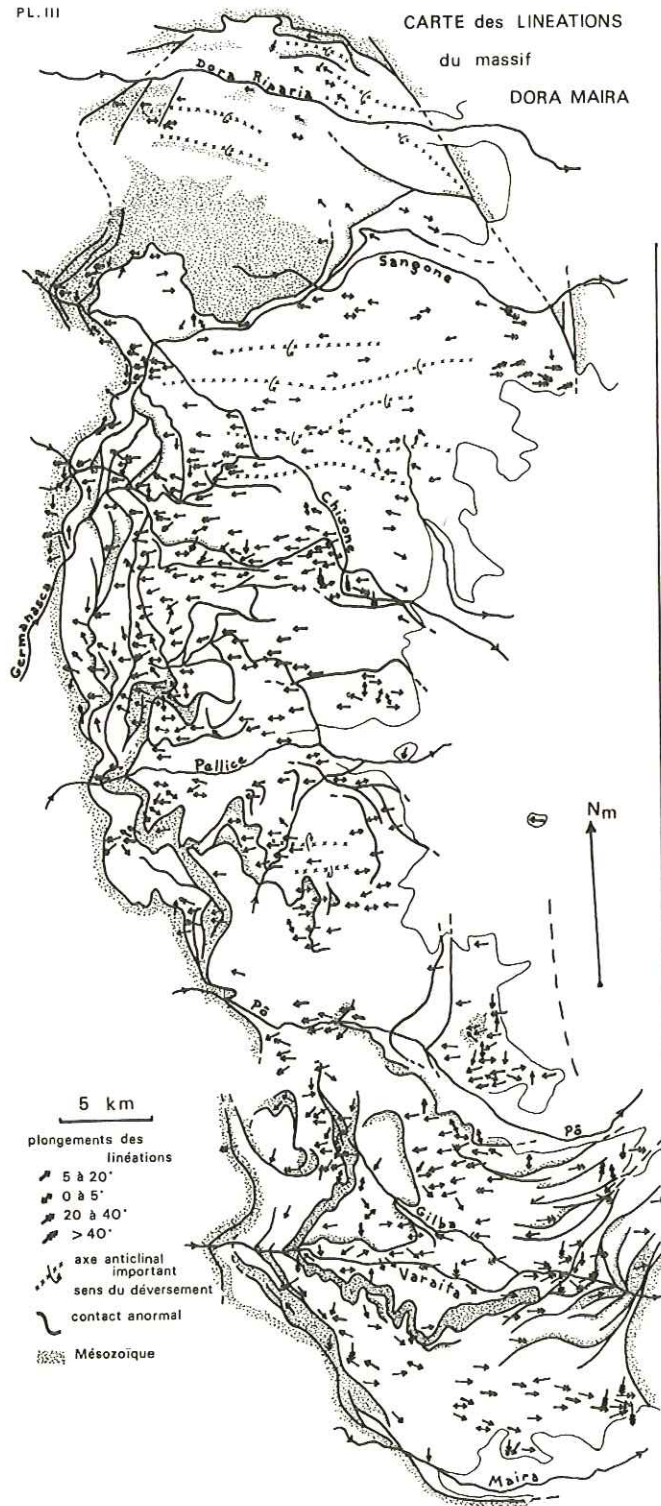 PL. III
CARTE des LINEATIONS
du massif
DORA MAIRA
Dora Riparia
Sangone
Chisone
Germanasca
Pellice
Nm
Pô
5 km
Pô
plongements des
linéations
5 à 20°
0 à 5°
20 à 40°
> 40°
axe anticlinal
important
sens du déversement
contact anormal
Mésozoïque
Gilba
Varaita
Maira